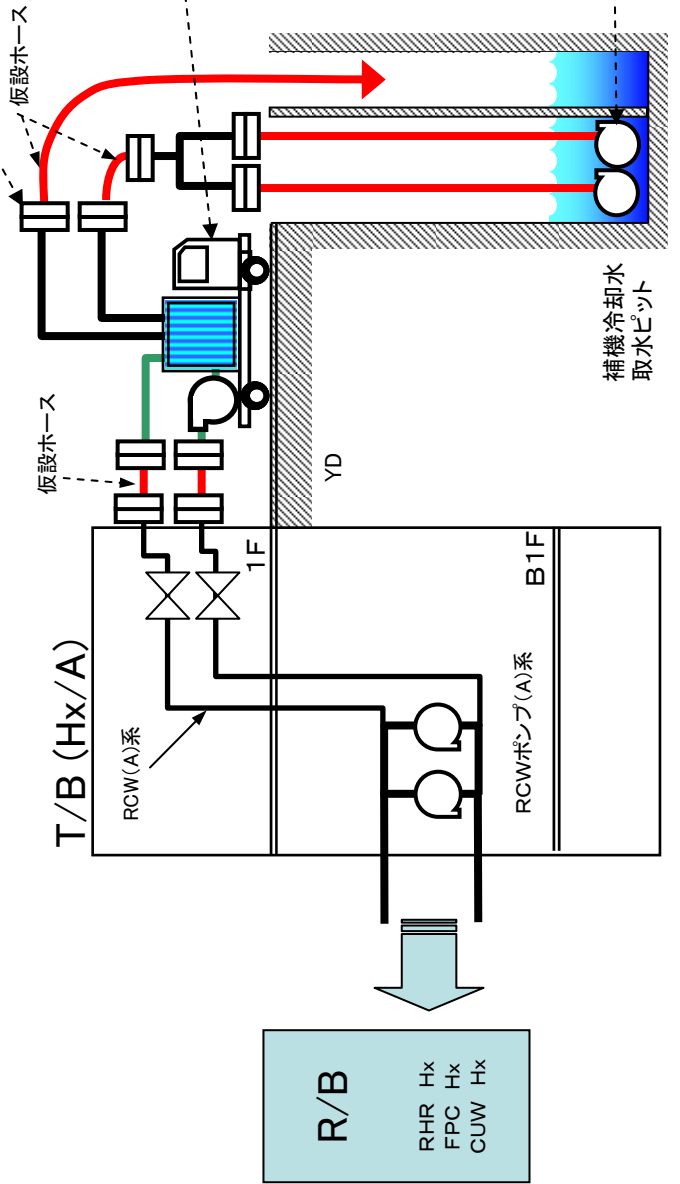 T/B (Hx/A)
RCW(A)系
1F
RCWポンプ(A)系
B1F
YD
仮設ホース
仮設ホース
補機冷却水
取水ピット
R/B
RHR Hx
FPC Hx
CUW Hx